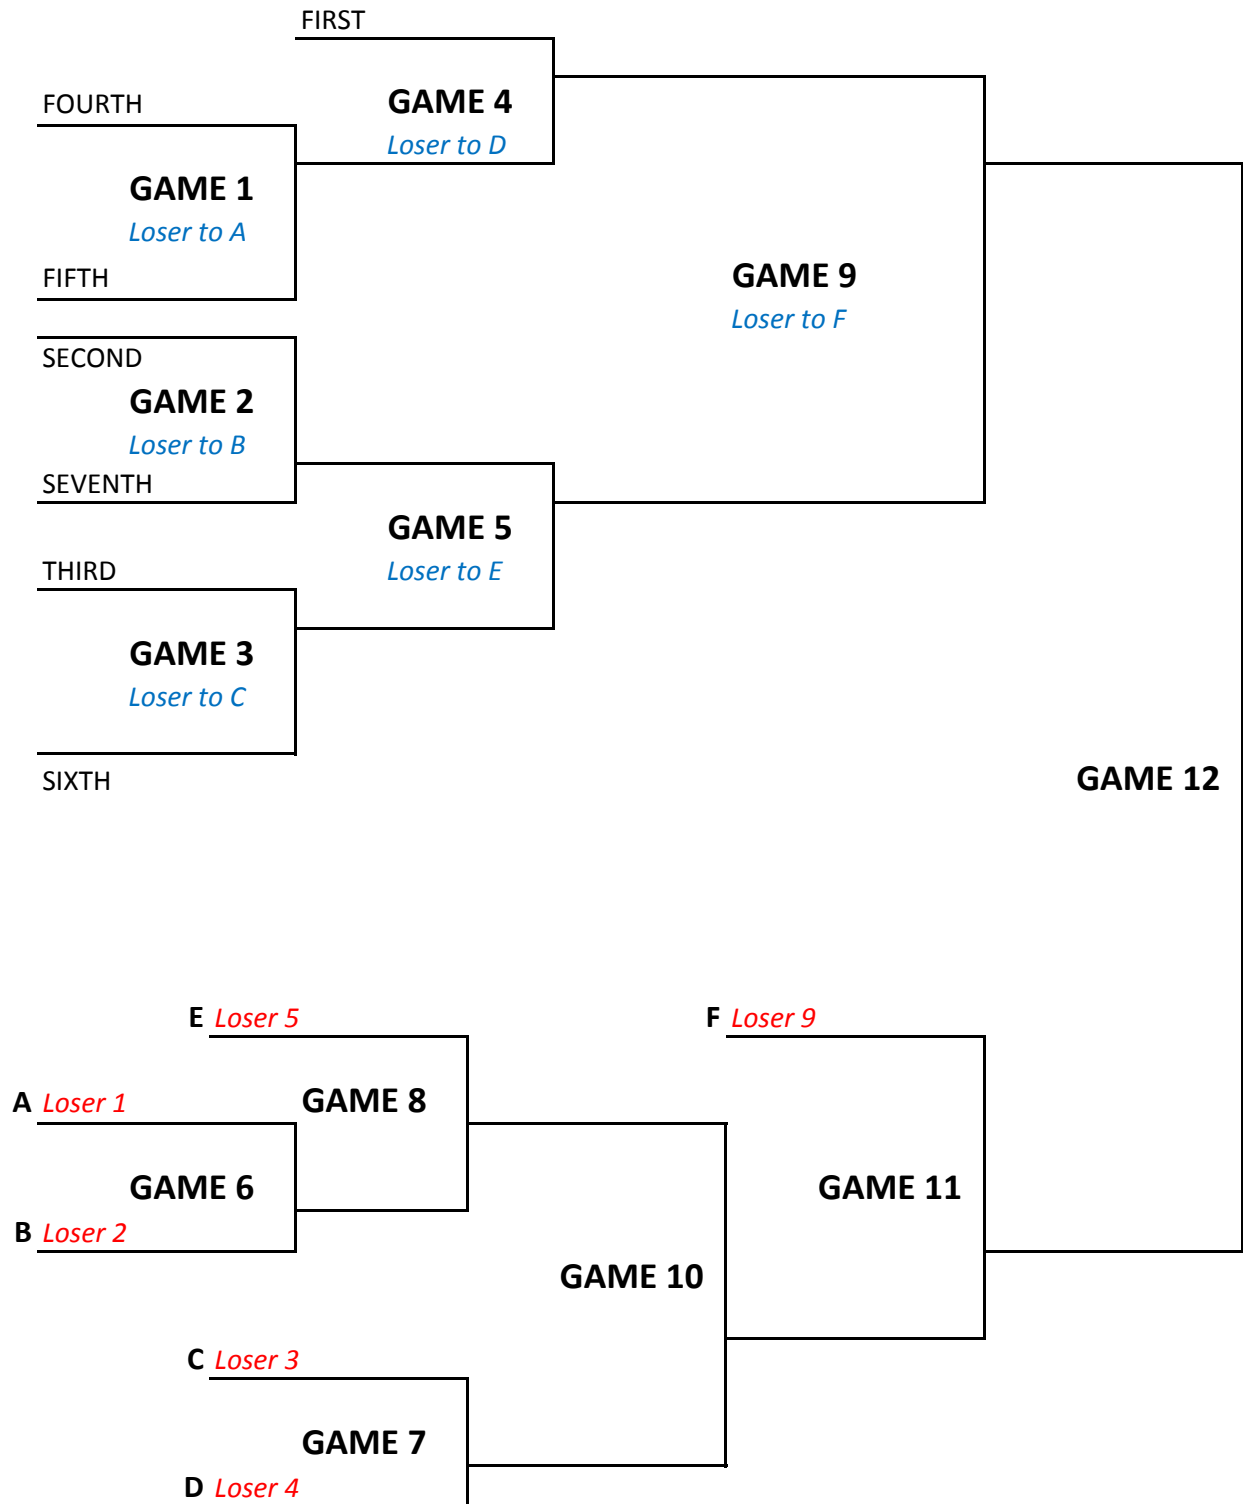 FIRST
FOURTH
GAME 4
Loser to D
GAME 1
Loser to A
FIFTH
GAME 9
Loser to F
SECOND
GAME 2
Loser to B
SEVENTH
GAME 5
Loser to E
THIRD
GAME 3
Loser to C
SIXTH
GAME 12
E Loser 5
F Loser 9
A Loser 1
GAME 8
GAME 6
GAME 11
B Loser 2
GAME 10
C Loser 3
GAME 7
D Loser 4